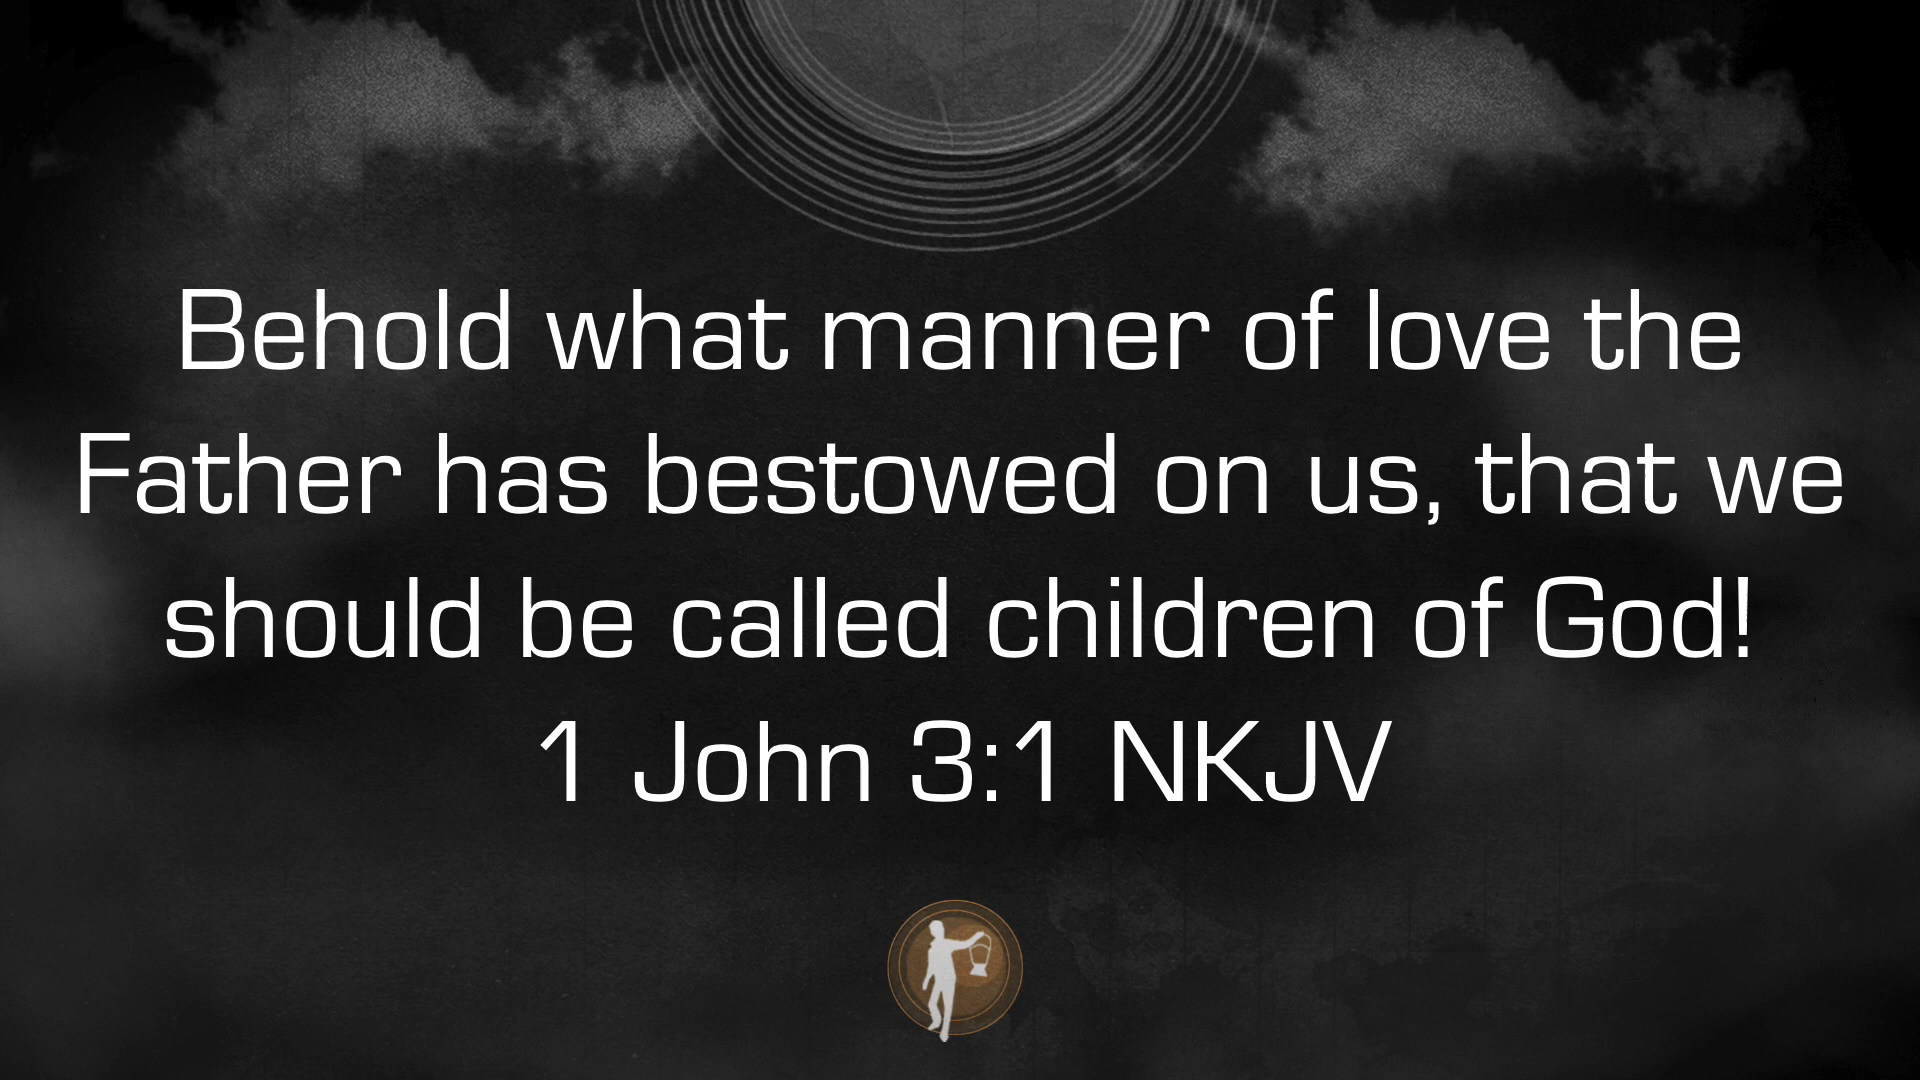 Behold what manner of love the
Father has bestowed on us, that we
should be called children of God!
1 John 3:1 NKJV